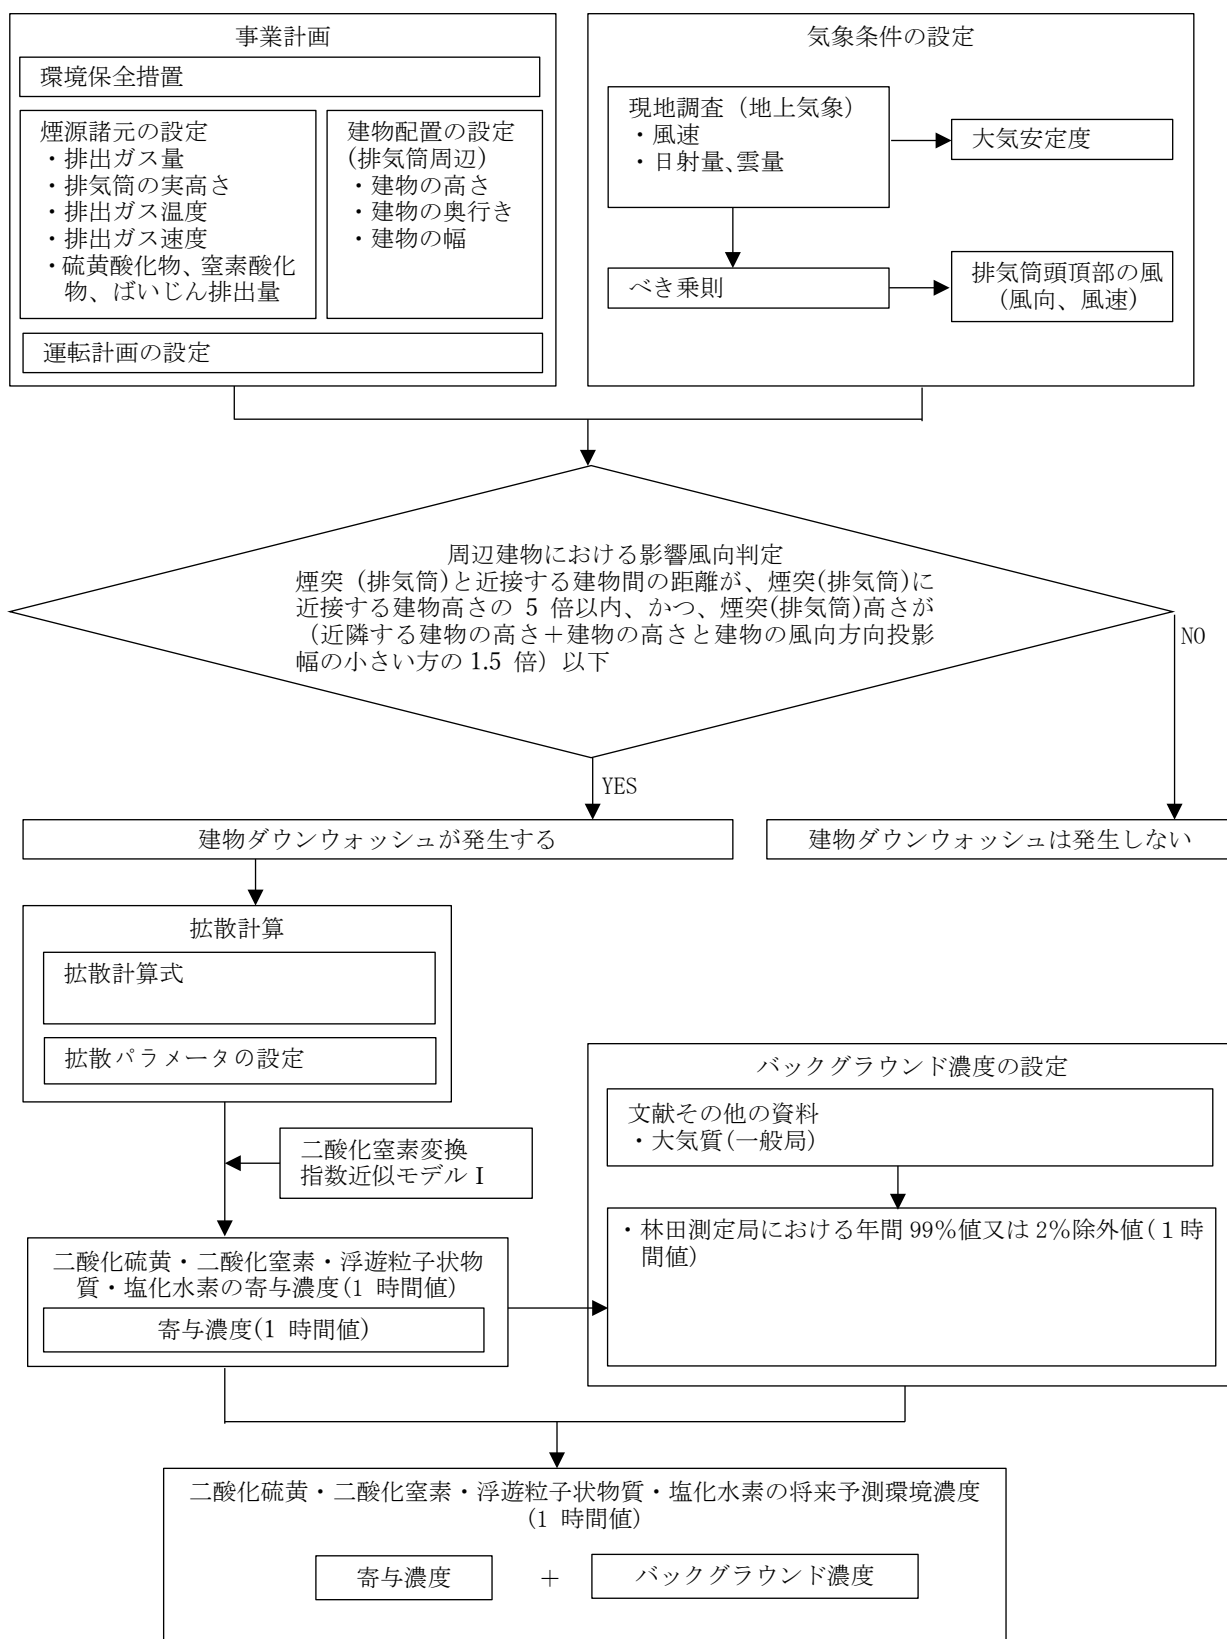 事業計画
環境保全措置
煙源諸元の設定
・排出ガス量
・排気筒の実高さ
・排出ガス温度
・排出ガス速度
・硫黄酸化物、窒素酸化
物、ばいじん排出量
建物配置の設定
(排気筒周辺)
・建物の高さ
・建物の奥行き
・建物の幅
運転計画の設定
気象条件の設定
現地調査（地上気象）
・風速
・日射量、雲量
大気安定度
べき乗則
排気筒頭頂部の風
（風向、風速）
周辺建物における影響風向判定
煙突（排気筒)と近接する建物間の距離が、煙突(排気筒)に
近接する建物高さの 5 倍以内、かつ、煙突(排気筒)高さが
（近隣する建物の高さ＋建物の高さと建物の風向方向投影
幅の小さい方の 1.5 倍）以下
NO
YES
建物ダウンウォッシュが発生する
建物ダウンウォッシュは発生しない
拡散計算
拡散計算式
拡散パラメータの設定
二酸化窒素変換
指数近似モデルⅠ
バックグラウンド濃度の設定
文献その他の資料
・大気質(一般局)
・林田測定局における年間 99%値又は 2%除外値(１時
間値)
二酸化硫黄・二酸化窒素・浮遊粒子状物
質・塩化水素の寄与濃度(1 時間値)
寄与濃度(1 時間値)
二酸化硫黄・二酸化窒素・浮遊粒子状物質・塩化水素の将来予測環境濃度
(1 時間値)
寄与濃度 ＋ バックグラウンド濃度